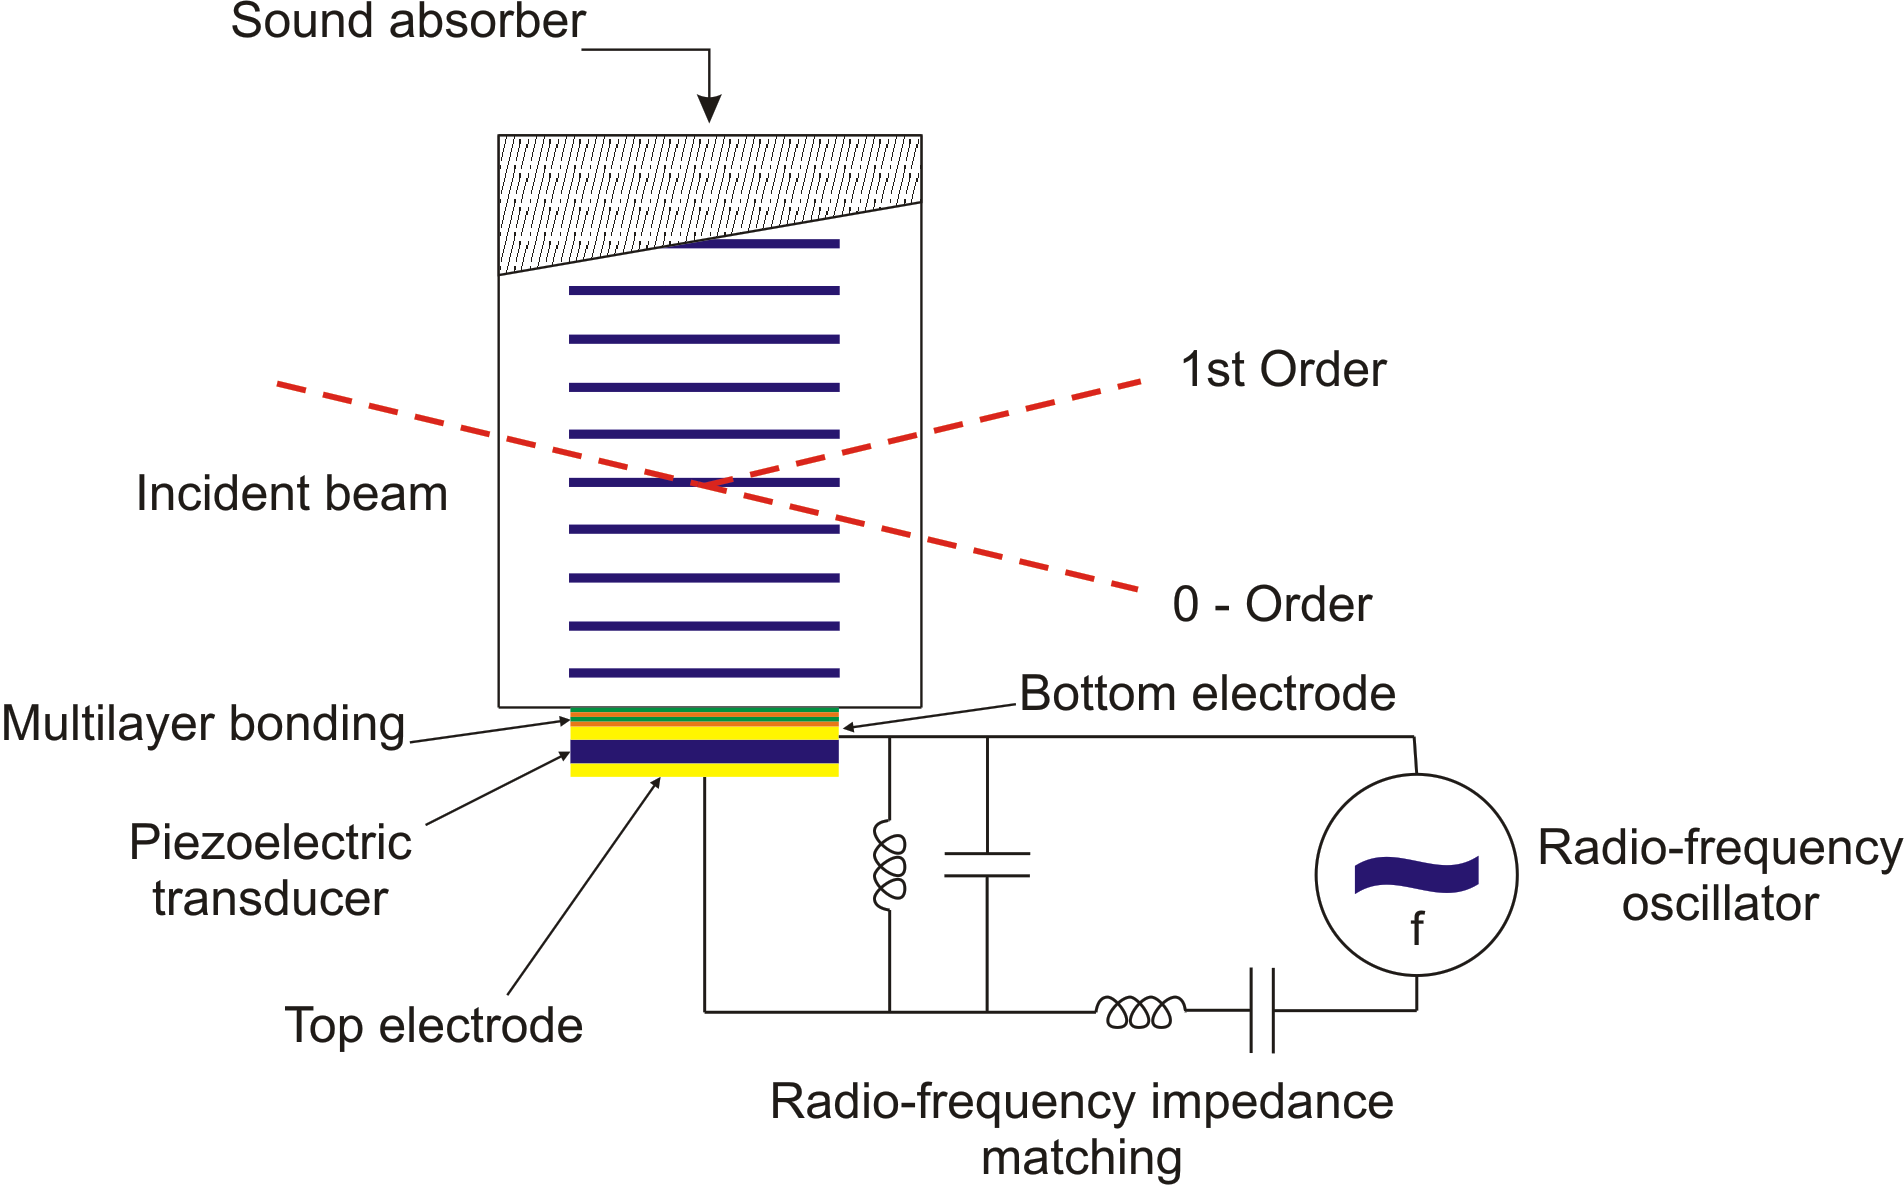 Sound absorber
1st Order
Incident beam
0 - Order
Bottom electrode
Multilayer bonding
Piezoelectric
transducer
Radio-frequency
oscillator
f
Top electrode
Radio-frequency impedance
matching